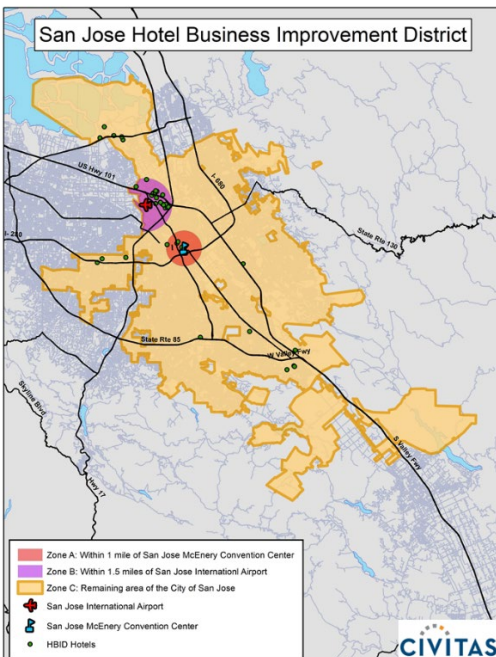 San Jose Hotel Business Improvement District
US Hwy 101
I- 680
State Rte 130
I- 280
State Rte 85
W Valley Fwy
Skyline Blvd
Hwy 17
S Valley Fwy
Zone A: Within 1 mile of San Jose McEnery Convention Center
Zone B: Within 1.5 miles of San Jose Internationl Airport
Zone C: Remaining area of the City of San Jose
San Jose International Airport
San Jose McEnery Convention Center
HBID Hotels
CIVITAS